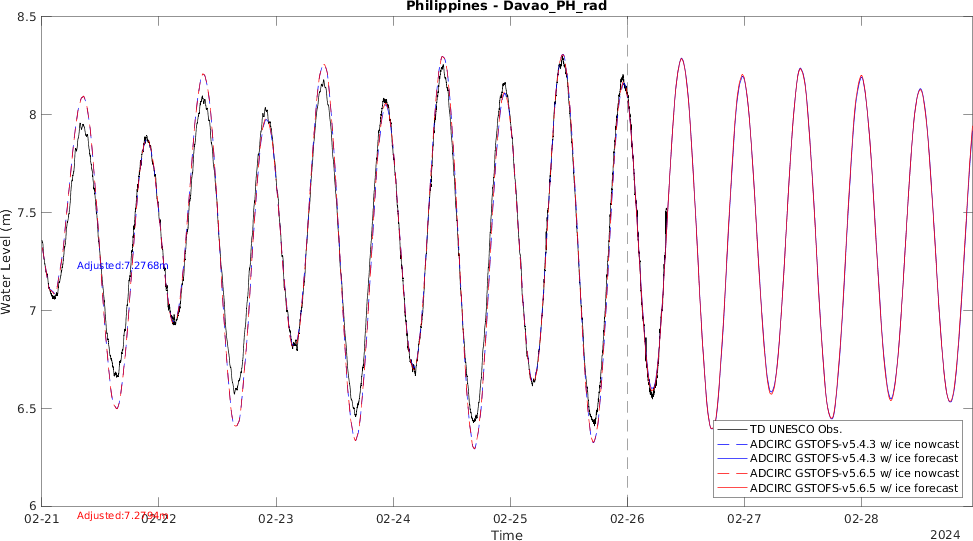 Philippines - Davao_PH_rad
8.5
8
7.5
7
6.5
6
Water Level (m)
Adjusted:7.2768m
Adjusted:7.2794m
02-21
02-22
02-23
02-24
02-25
02-26
02-27
02-28
Time
2024
TD UNESCO Obs.
ADCIRC GSTOFS-v5.4.3 w/ ice nowcast
ADCIRC GSTOFS-v5.4.3 w/ ice forecast
ADCIRC GSTOFS-v5.6.5 w/ ice nowcast
ADCIRC GSTOFS-v5.6.5 w/ ice forecast